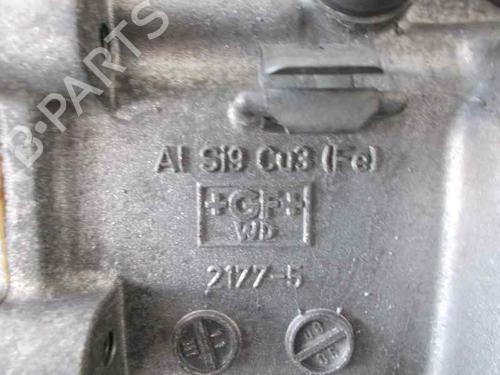 B-PARTS
Al Si9 Cu3 (Fe)
+GF+
WD
2177-5